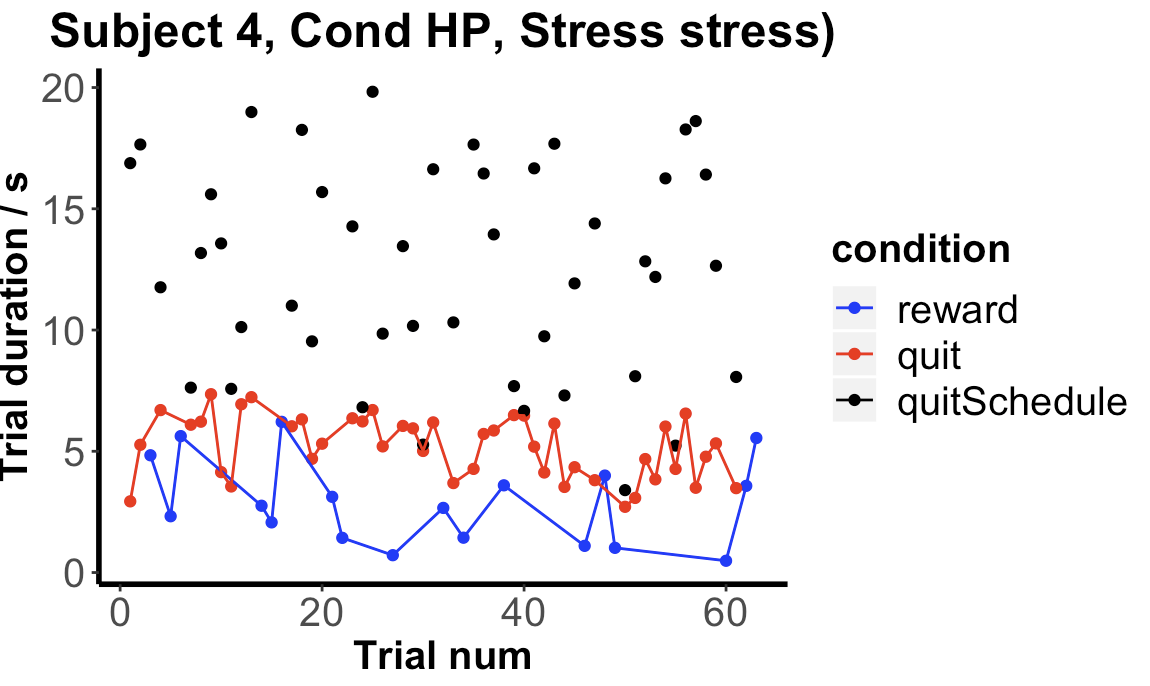 Subject 4, Cond HP, Stress stress)
Trial duration / s
20
15
10
5
0
0 20 40 60
Trial num
condition
reward
quit
quitSchedule